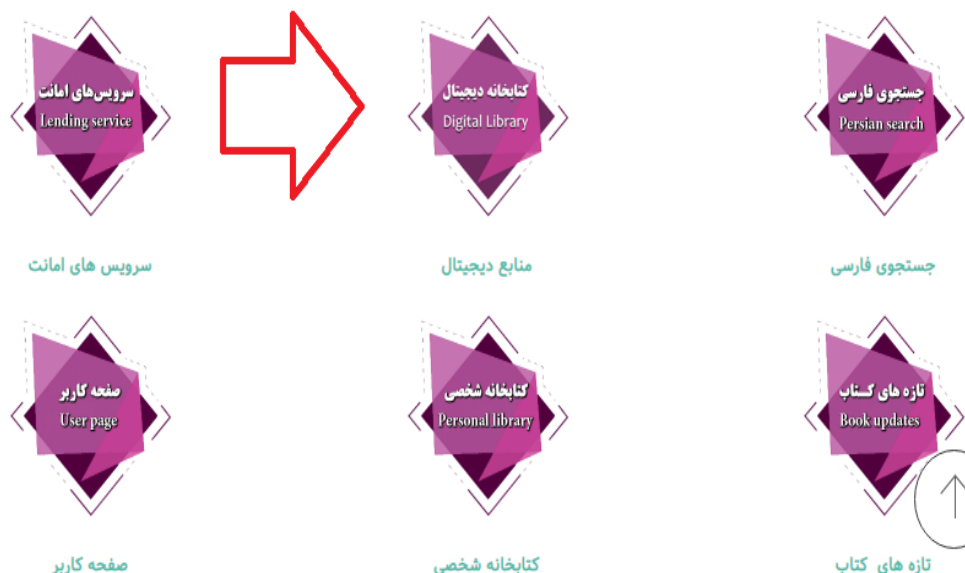 جستجوی فارسی
Persian search
جستجوی فارسی
کتابخانه دیجیتال
Digital Library
منابع دیجیتال
سرویس‌های امانت
Lending service
سرویس های امانت
تازه های کتاب
Book updates
تازه های کتاب
کتابخانه شخصی
Personal library
کتابخانه شخصی
صفحه کاربر
User page
صفحه کاربر